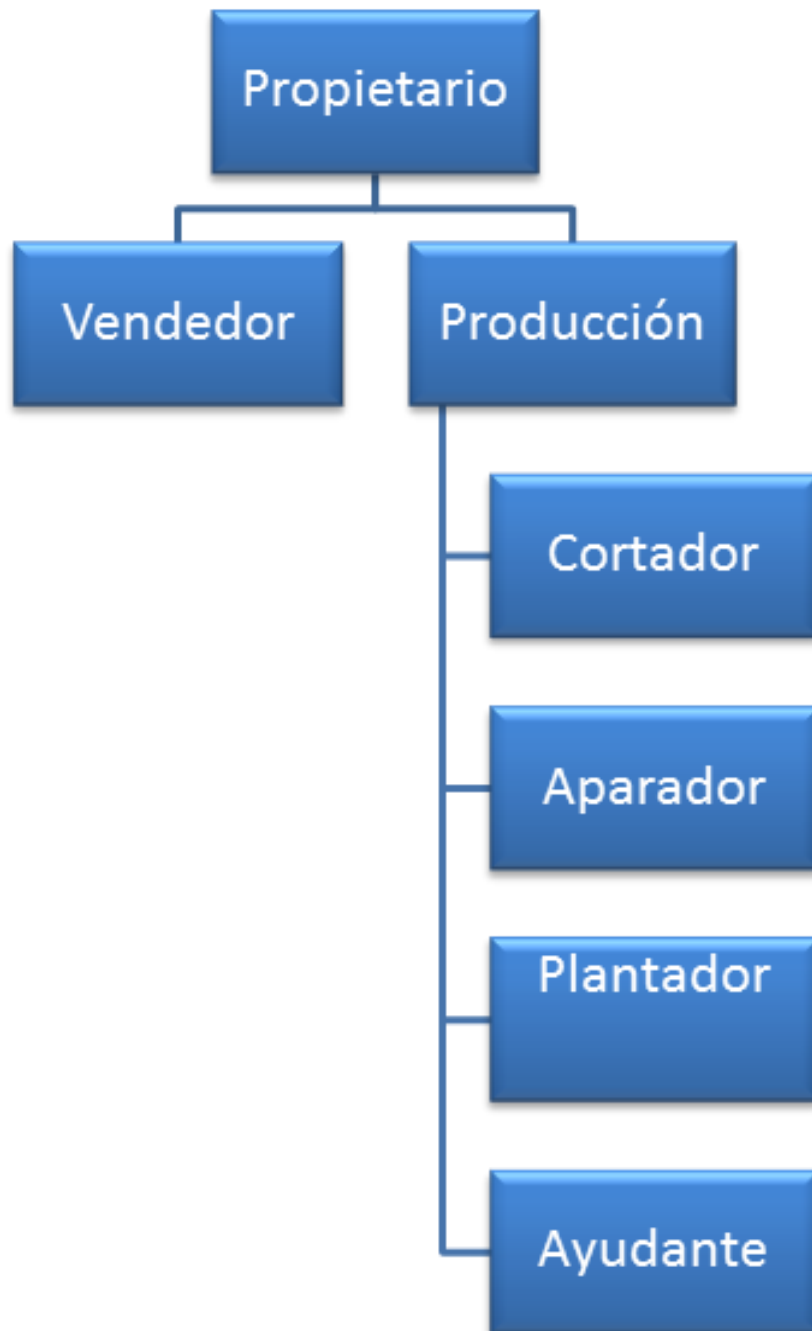 Propietario
Vendedor
Producción
Cortador
Aparador
Plantador
Ayudante